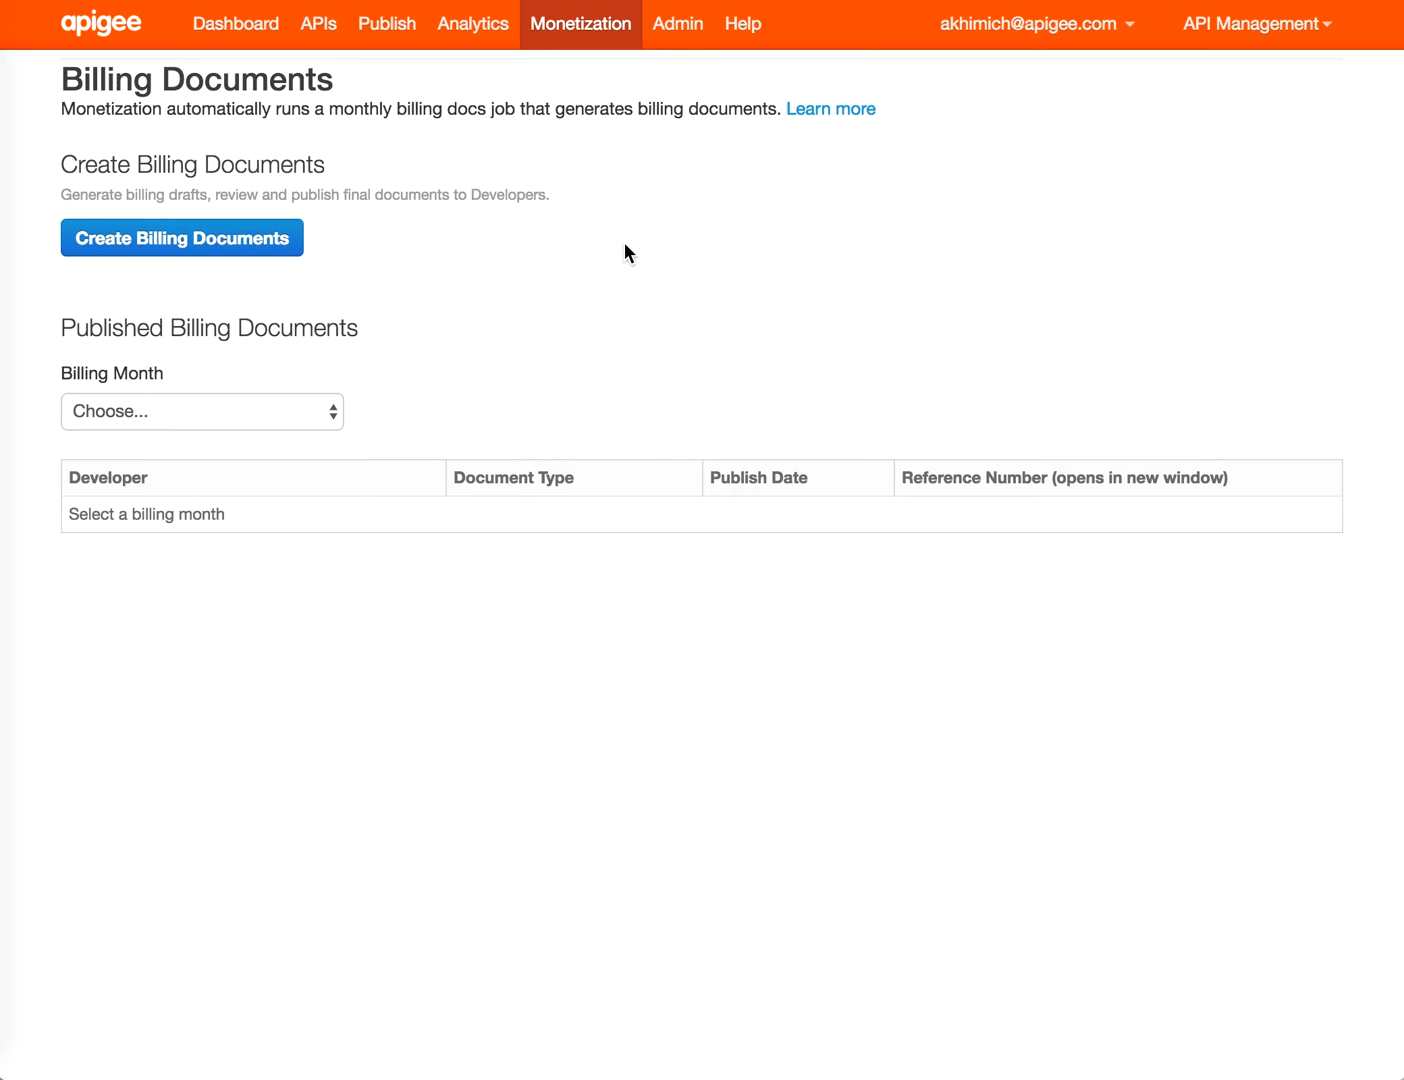 apigee Dashboard APIs Publish Analytics Monetization Admin Help akhimich@apigee.com API Management
Billing Documents
Monetization automatically runs a monthly billing docs job that generates billing documents. Learn more
Create Billing Documents
Generate billing drafts, review and publish final documents to Developers.
Create Billing Documents
Published Billing Documents
Billing Month
Choose...
Developer Document Type Publish Date Reference Number (opens in new window)
Select a billing month